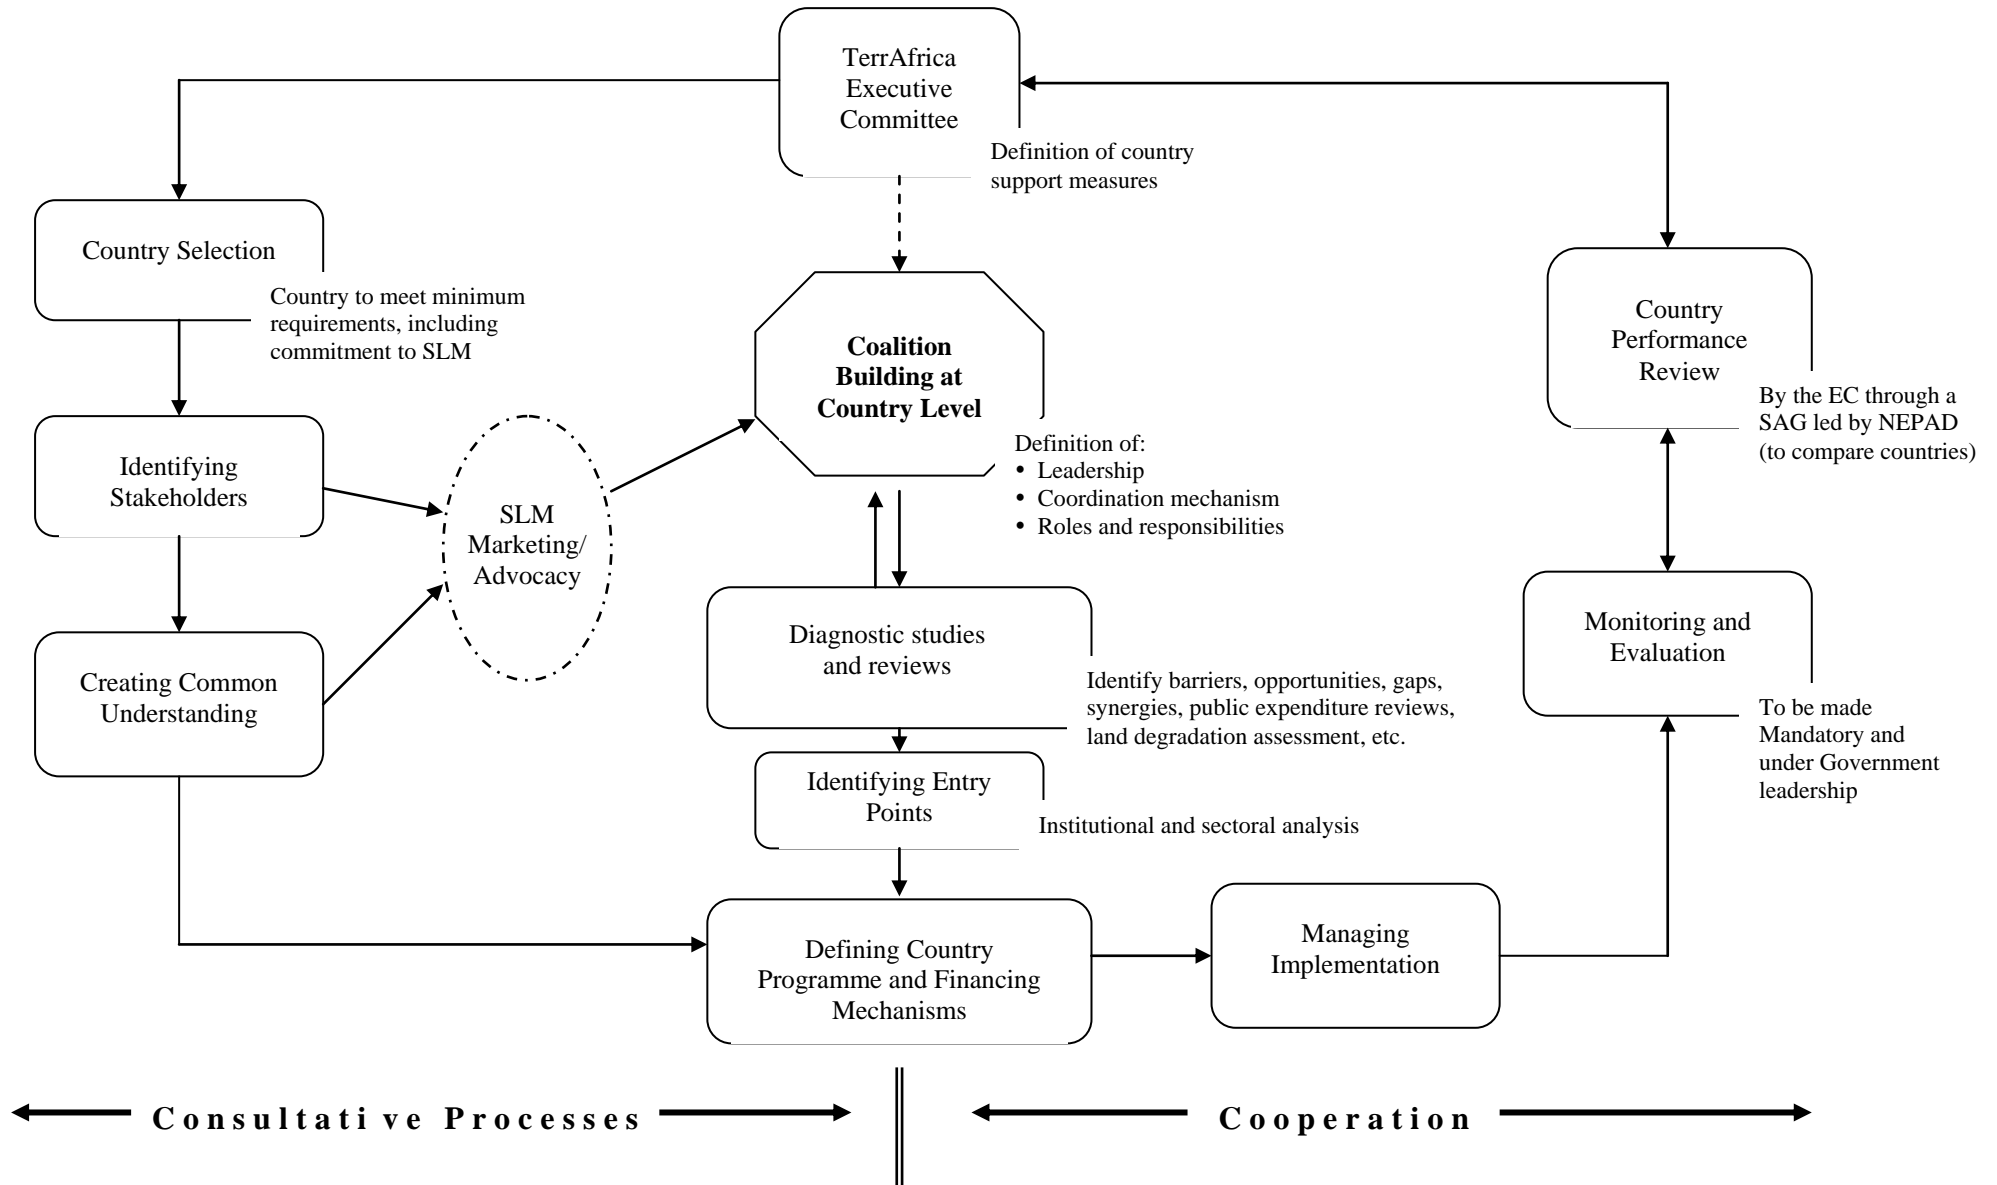 TerrAfrica
Executive
Committee
Definition of country
support measures
Country Selection
Country to meet minimum
requirements, including
commitment to SLM
Identifying
Stakeholders
Creating Common
Understanding
SLM
Marketing/
Advocacy
Coalition
Building at
Country Level
Definition of:
• Leadership
• Coordination mechanism
• Roles and responsibilities
Diagnostic studies
and reviews
Identify barriers, opportunities, gaps,
synergies, public expenditure reviews,
land degradation assessment, etc.
Identifying Entry
Points
Institutional and sectoral analysis
Defining Country
Programme and Financing
Mechanisms
Managing
Implementation
Monitoring and
Evaluation
To be made
Mandatory and
under Government
leadership
Country
Performance
Review
By the EC through a
SAG led by NEPAD
(to compare countries)
Consultative Processes
Cooperation